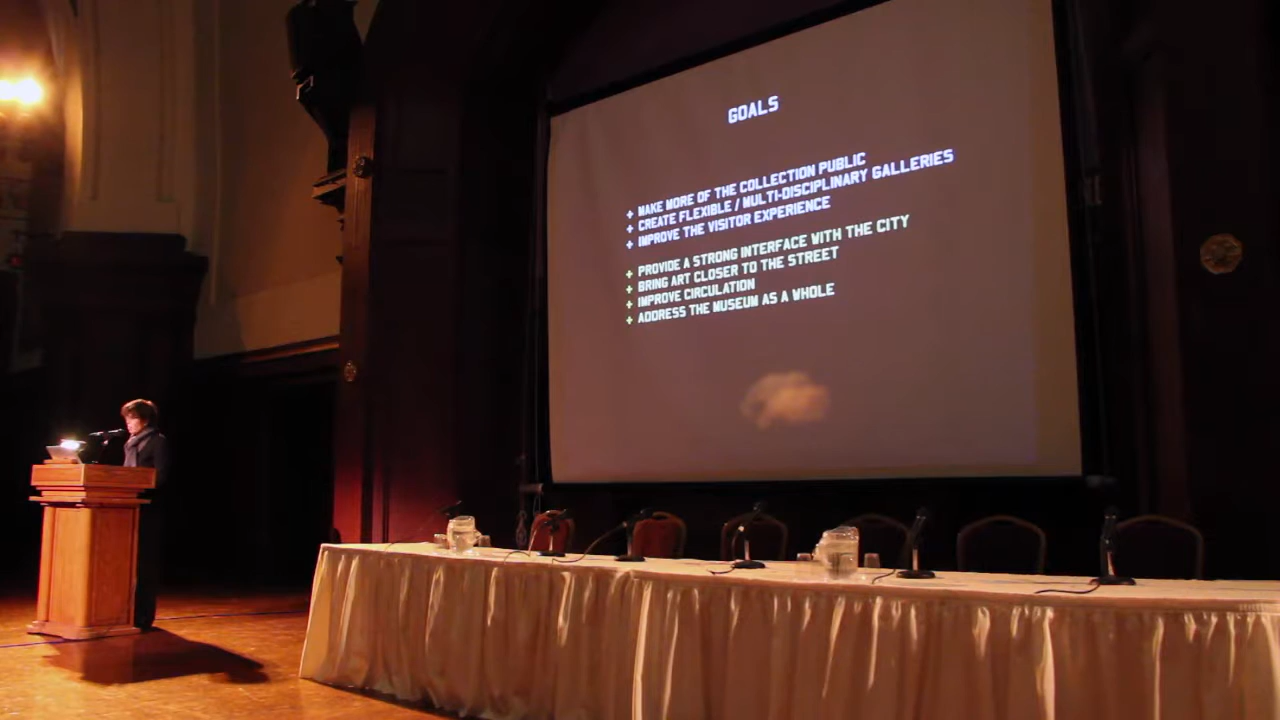 GOALS
+ MAKE MORE OF THE COLLECTION PUBLIC
+ CREATE FLEXIBLE / MULTI-DISCIPLINARY GALLERIES
+ IMPROVE THE VISITOR EXPERIENCE
+ PROVIDE A STRONG INTERFACE WITH THE CITY
+ BRING ART CLOSER TO THE STREET
+ IMPROVE CIRCULATION
+ ADDRESS THE MUSEUM AS A WHOLE